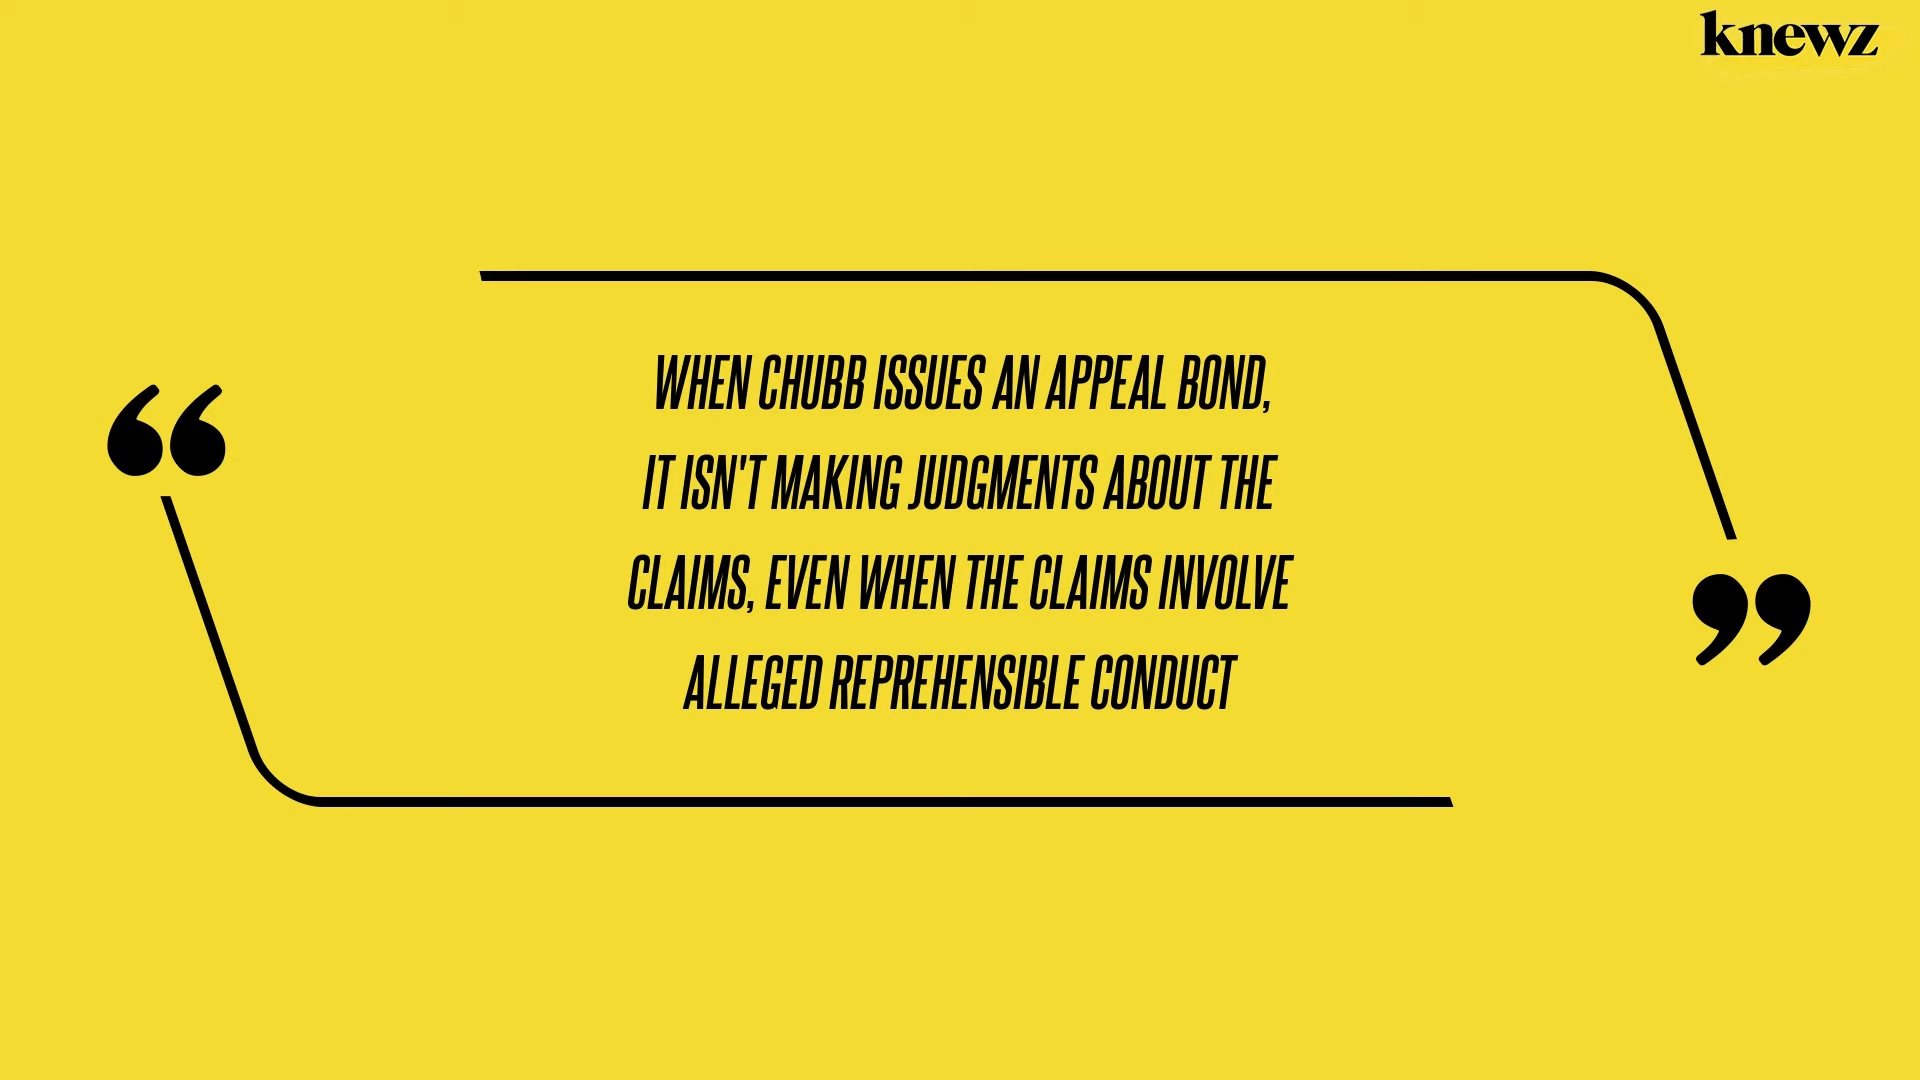 knewz
“
WHEN CHUBB ISSUES AN APPEAL BOND,
IT ISN'T MAKING JUDGMENTS ABOUT THE
CLAIMS, EVEN WHEN THE CLAIMS INVOLVE
ALLEGED REPREHENSIBLE CONDUCT
”